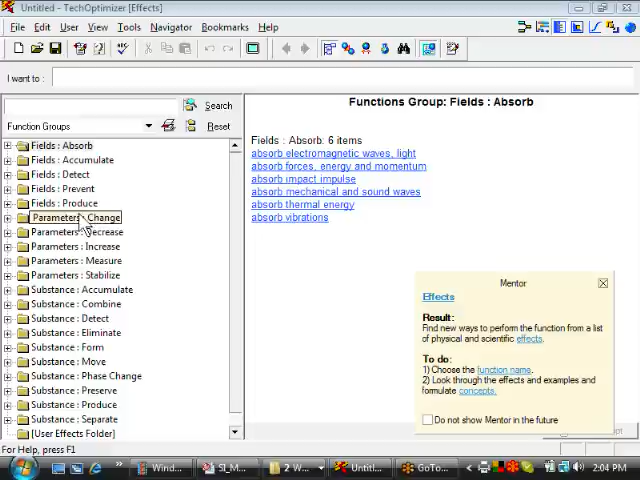 Untitled - TechOptimizer [Effects]
File Edit User View Tools Navigator Bookmarks Help
I want to :
Search
Function Groups
Reset
Fields : Absorb
Fields : Accumulate
Fields : Detect
Fields : Prevent
Fields : Produce
Parameters : Change
Parameters : Decrease
Parameters : Increase
Parameters : Measure
Parameters : Stabilize
Substance : Accumulate
Substance : Combine
Substance : Detect
Substance : Eliminate
Substance : Form
Substance : Move
Substance : Phase Change
Substance : Preserve
Substance : Produce
Substance : Separate
[User Effects Folder]
Functions Group: Fields : Absorb
Fields : Absorb: 6 items
absorb electromagnetic waves, light
absorb forces, energy and momentum
absorb impact impulse
absorb mechanical and sound waves
absorb thermal energy
absorb vibrations
Mentor
Effects
Result:
Find new ways to perform the function from a list
of physical and scientific effects.
To do:
1) Choose the function name.
2) Look through the effects and examples and
formulate concepts.
Do not show Mentor in the future
For Help, press F1
Wind... SI_M... 2 W... Untitl... GoTo... 2:04 PM